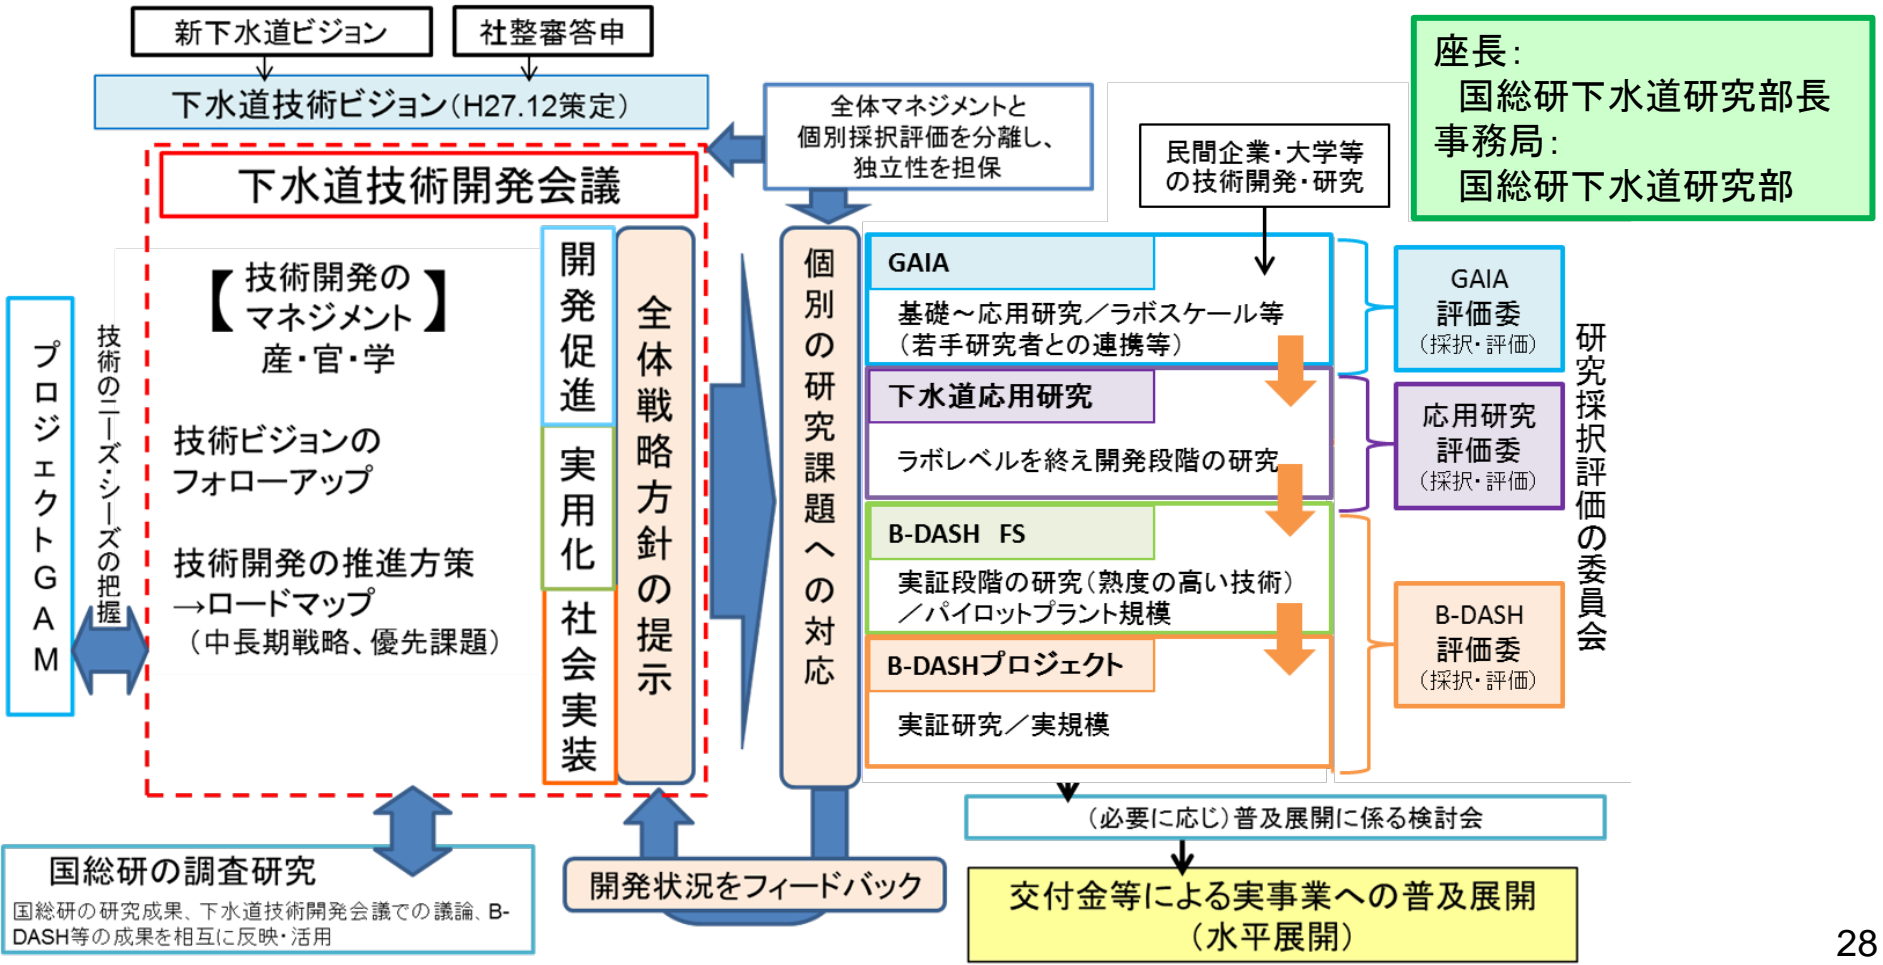 新下水道ビジョン
社整審答申
下水道技術ビジョン（H27.12策定）
全体マネジメントと
個別採択評価を分離し、
独立性を担保
民間企業・大学等
の技術開発・研究
座長：
国総研下水道研究部長
事務局：
国総研下水道研究部
下水道技術開発会議
【技術開発の
マネジメント】
産・官・学
技術ビジョンの
フォローアップ
技術開発の推進方策
→ロードマップ
（中長期戦略、優先課題）
プロジェクトGAM
技術のニーズ・シーズの把握
開発促進
実用化
社会実装
全体戦略方針の提示
個別の研究課題への対応
GAIA
基礎～応用研究／ラボスケール等
（若手研究者との連携等）
下水道応用研究
ラボレベルを終え開発段階の研究
B-DASH FS
実証段階の研究（熟度の高い技術）
／パイロットプラント規模
B-DASHプロジェクト
実証研究／実規模
GAIA
評価委
（採択・評価）
応用研究
評価委
（採択・評価）
B-DASH
評価委
（採択・評価）
研究採択評価の委員会
（必要に応じ）普及展開に係る検討会
交付金等による実事業への普及展開
（水平展開）
開発状況をフィードバック
国総研の調査研究
国総研の研究成果、下水道技術開発会議での議論、B-
DASH等の成果を相互に反映・活用
28